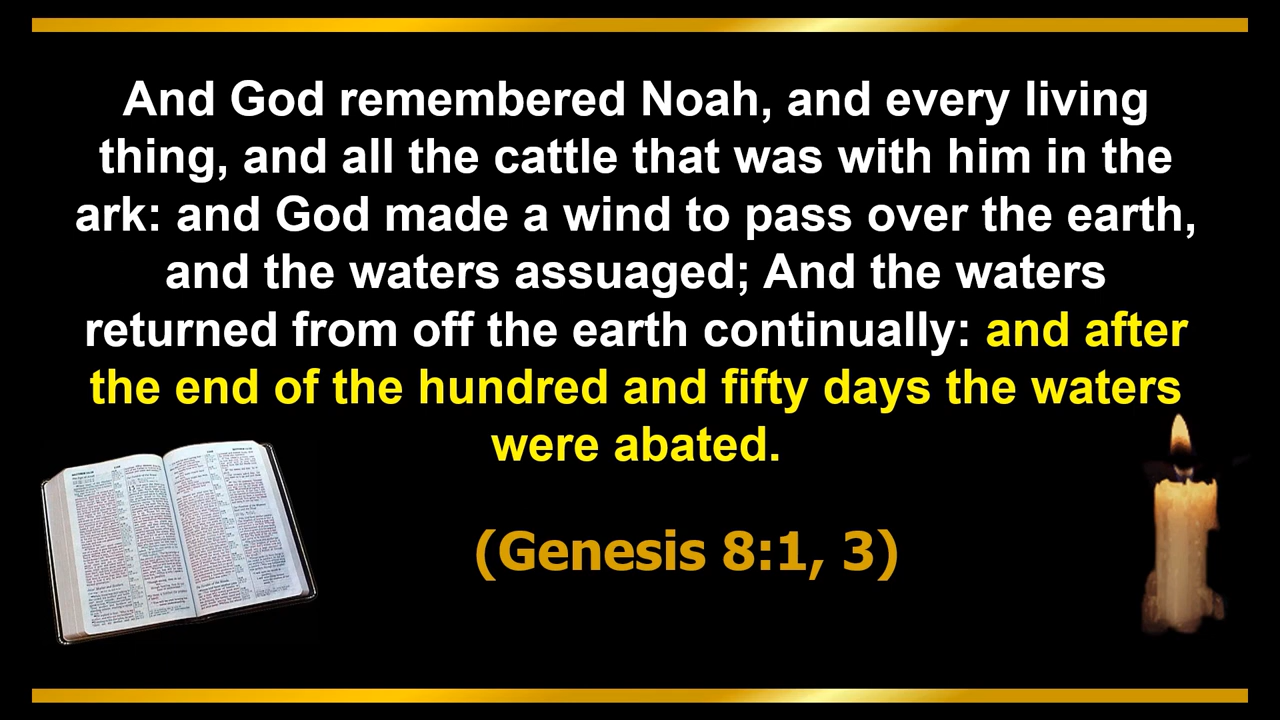 And God remembered Noah, and every living
thing, and all the cattle that was with him in the
ark: and God made a wind to pass over the earth,
and the waters assuaged; And the waters
returned from off the earth continually: and after
the end of the hundred and fifty days the waters
were abated.
(Genesis 8:1, 3)